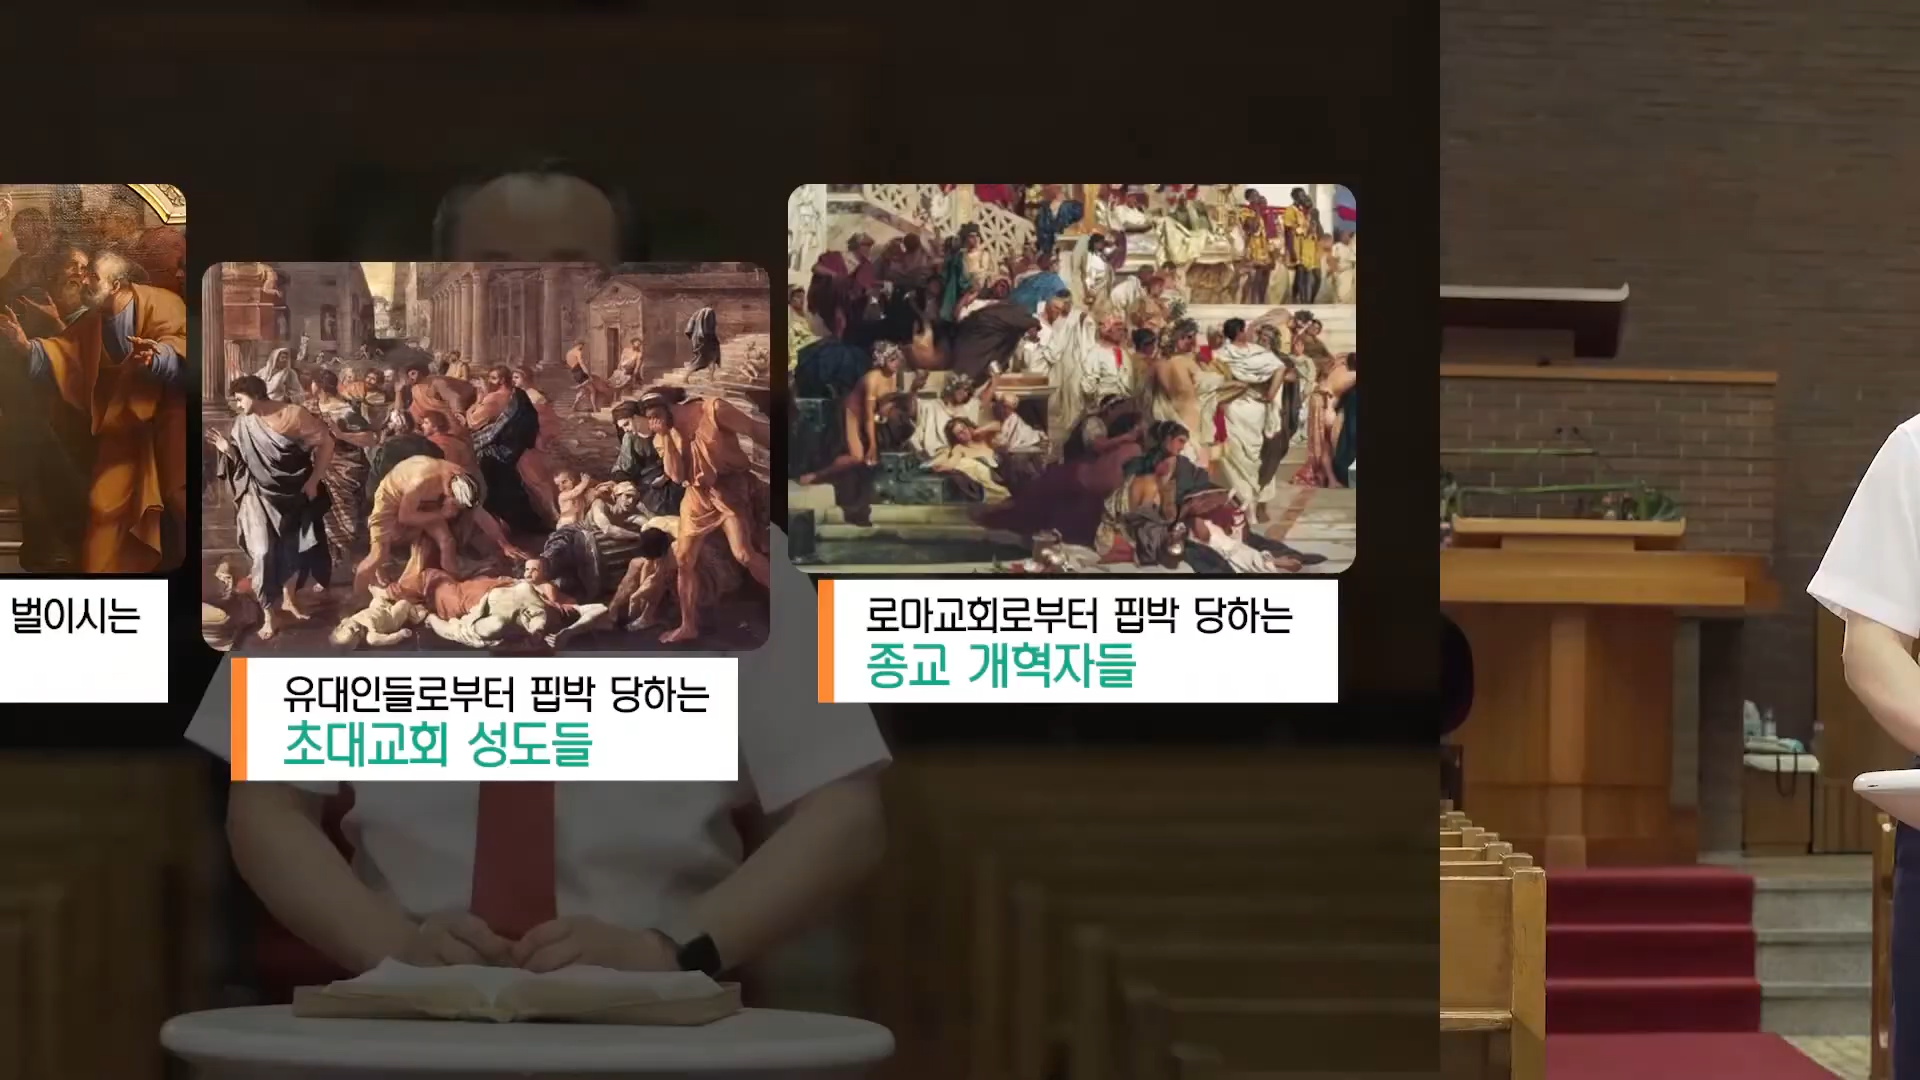 벌이시는
유대인들로부터 핍박 당하는
초대교회 성도들
로마교회로부터 핍박 당하는
종교 개혁자들